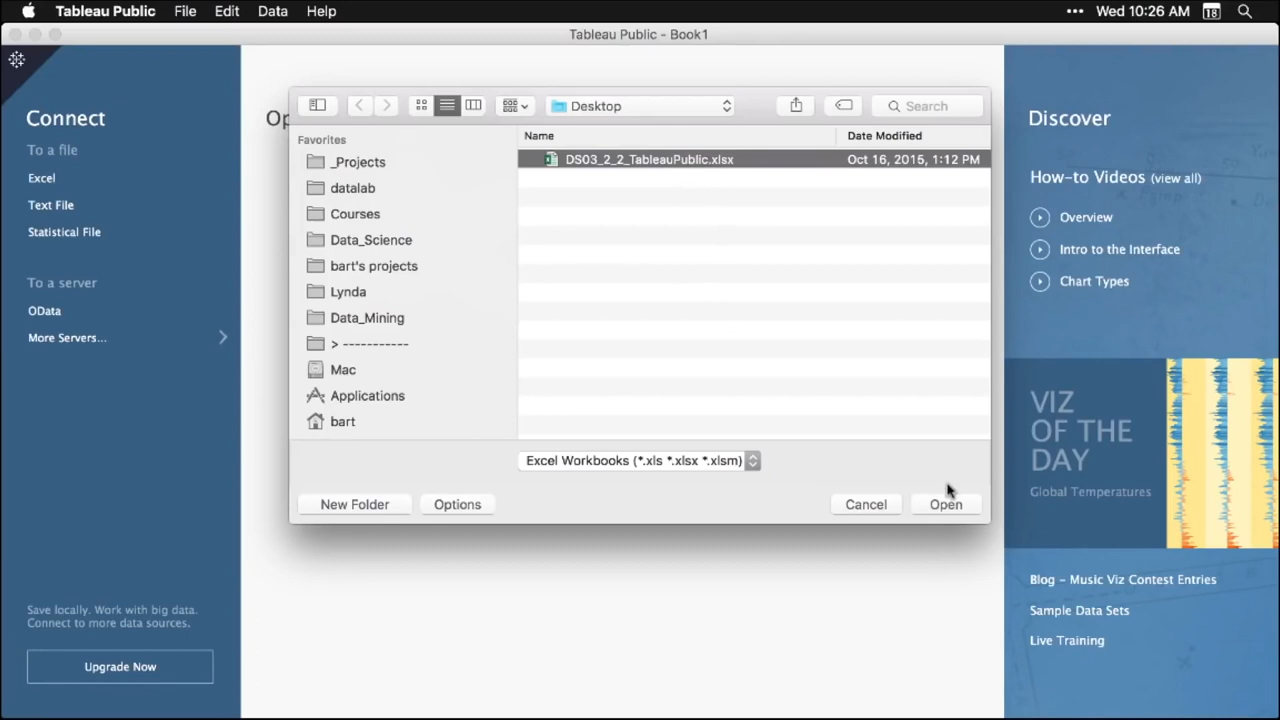 Tableau Public File Edit Data Help
••• Wed 10:26 AM 18
Tableau Public - Book1
Connect
To a file
Excel
Text File
Statistical File
To a server
OData
More Servers...
Save locally. Work with big data.
Connect to more data sources.
Upgrade Now
Op
Desktop
Search
Favorites
_Projects
datalab
Courses
Data_Science
bart's projects
Lynda
Data_Mining
> -----------
Mac
Applications
bart
Name Date Modified
DS03_2_2_TableauPublic.xlsx Oct 16, 2015, 1:12 PM
Excel Workbooks (*.xls *.xlsx *.xlsm)
New Folder Options Cancel Open
Discover
How-to Videos (view all)
Overview
Intro to the Interface
Chart Types
VIZ
OF THE
DAY
Global Temperatures
Blog - Music Viz Contest Entries
Sample Data Sets
Live Training